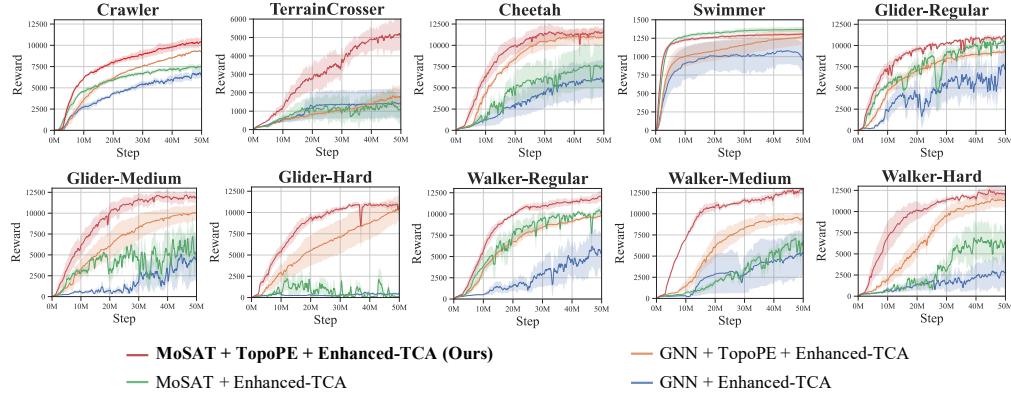 Crawler TerrainCrosser Cheetah Swimmer Glider-Regular
Reward
12500
10000
7500
5000
2500
0
0M 10M 20M 30M 40M 50M
Step
6000
5000
4000
3000
2000
1000
0
0M 10M 20M 30M 40M 50M
Step
Reward
12500
10000
7500
5000
2500
0
0M 10M 20M 30M 40M 50M
Step
Reward
1500
1250
1000
750
500
250
0
0M 10M 20M 30M 40M 50M
Step
Reward
12500
10000
7500
5000
2500
0
0M 10M 20M 30M 40M 50M
Step
Reward
Glider-Medium Glider-Hard Walker-Regular Walker-Medium Walker-Hard
Reward
12500
10000
7500
5000
2500
0
0M 10M 20M 30M 40M 50M
Step
Reward
12500
10000
7500
5000
2500
0
0M 10M 20M 30M 40M 50M
Step
Reward
12500
10000
7500
5000
2500
0
0M 10M 20M 30M 40M 50M
Step
Reward
12500
10000
7500
5000
2500
0
0M 10M 20M 30M 40M 50M
Step
Reward
12500
10000
7500
5000
2500
0
0M 10M 20M 30M 40M 50M
Step
MoSAT + TopoPE + Enhanced-TCA (Ours) GNN + TopoPE + Enhanced-TCA
MoSAT + Enhanced-TCA GNN + Enhanced-TCA